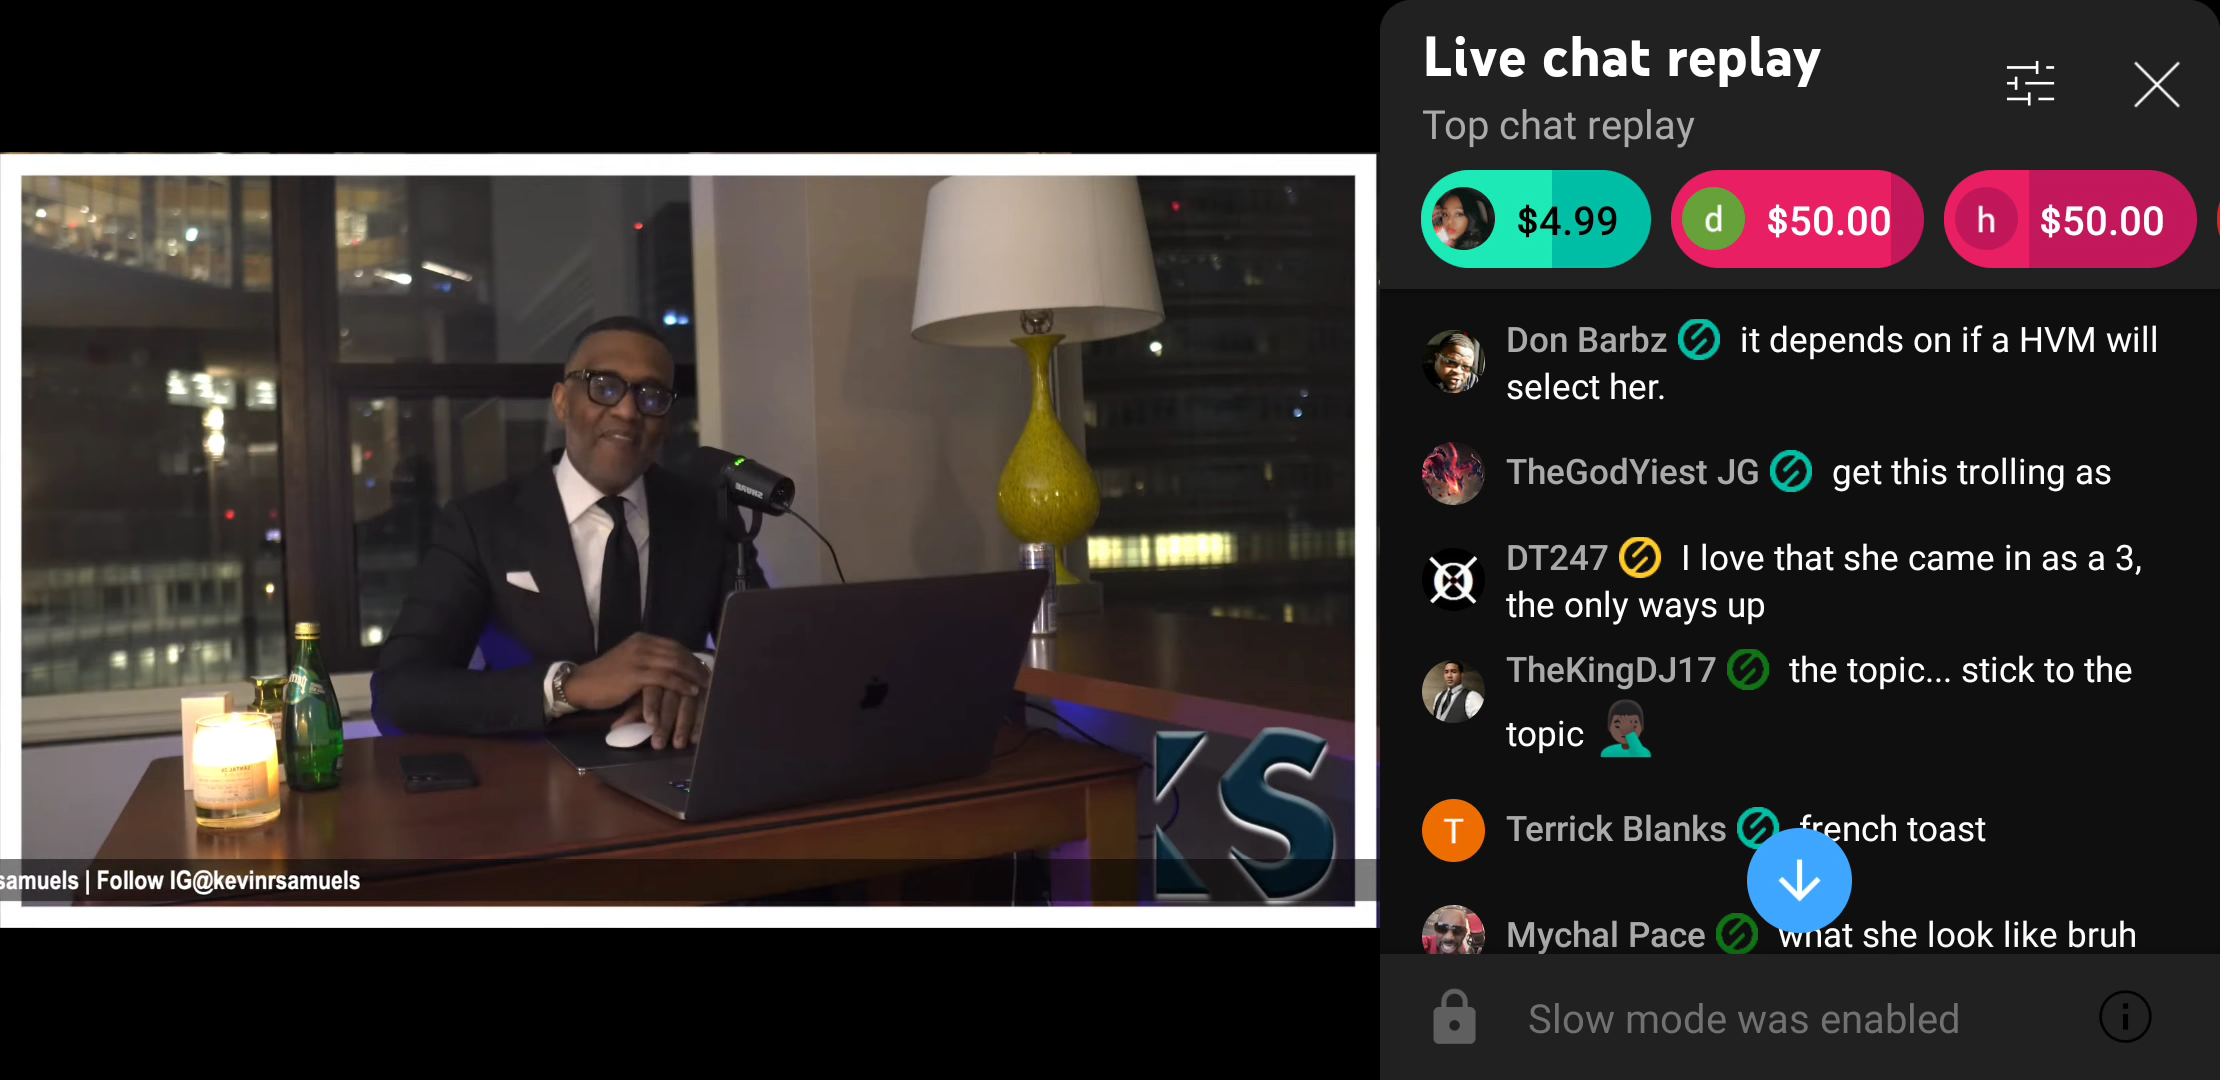 Live chat replay
Top chat replay
$4.99
d $50.00
h $50.00
Don Barbz it depends on if a HVM will
select her.
TheGodYiest JG get this trolling as
DT247 I love that she came in as a 3,
the only ways up
TheKingDJ17 the topic... stick to the
topic
T Terrick Blanks french toast
Mychal Pace what she look like bruh
Slow mode was enabled
SHURE
perrier
KS
samuels | Follow IG@kevinrsamuels